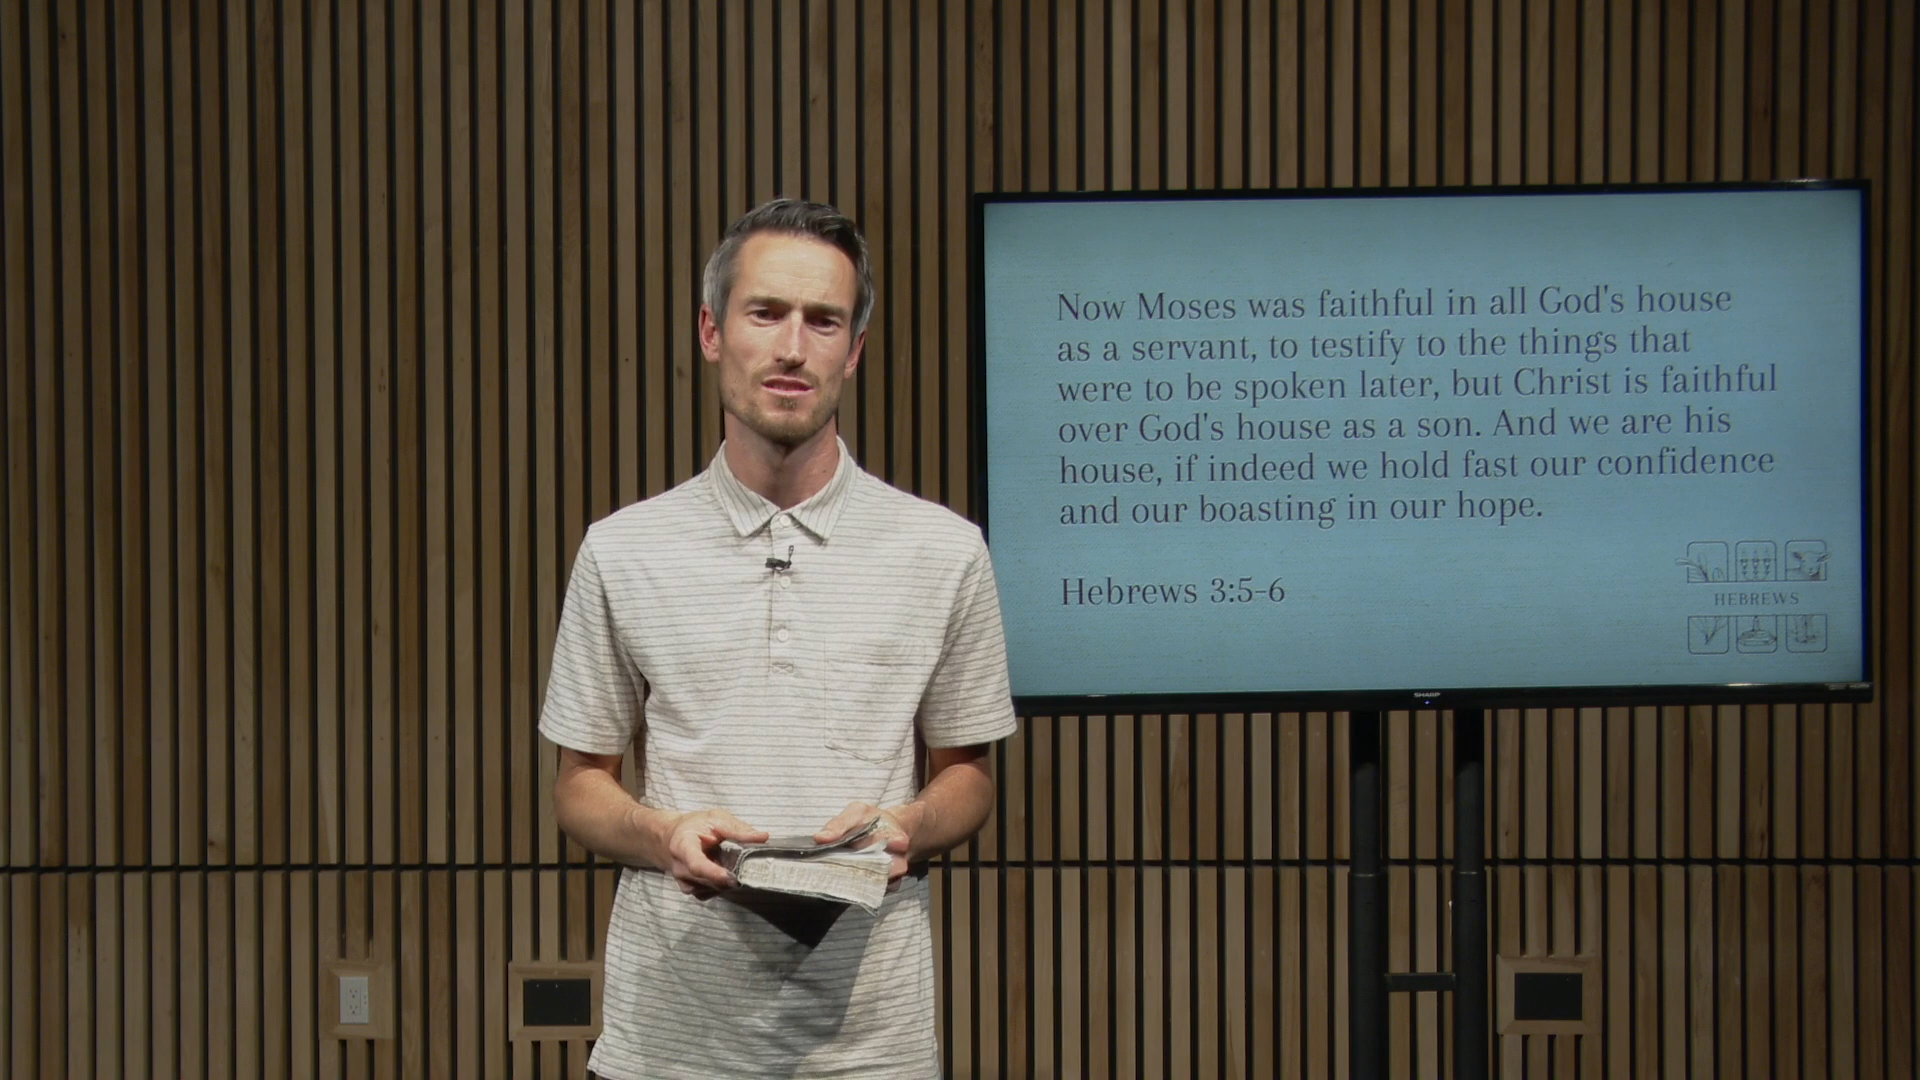 Now Moses was faithful in all God's house
as a servant, to testify to the things that
were to be spoken later, but Christ is faithful
over God's house as a son. And we are his
house, if indeed we hold fast our confidence
and our boasting in our hope.
Hebrews 3:5-6
HEBREWS
SHARP